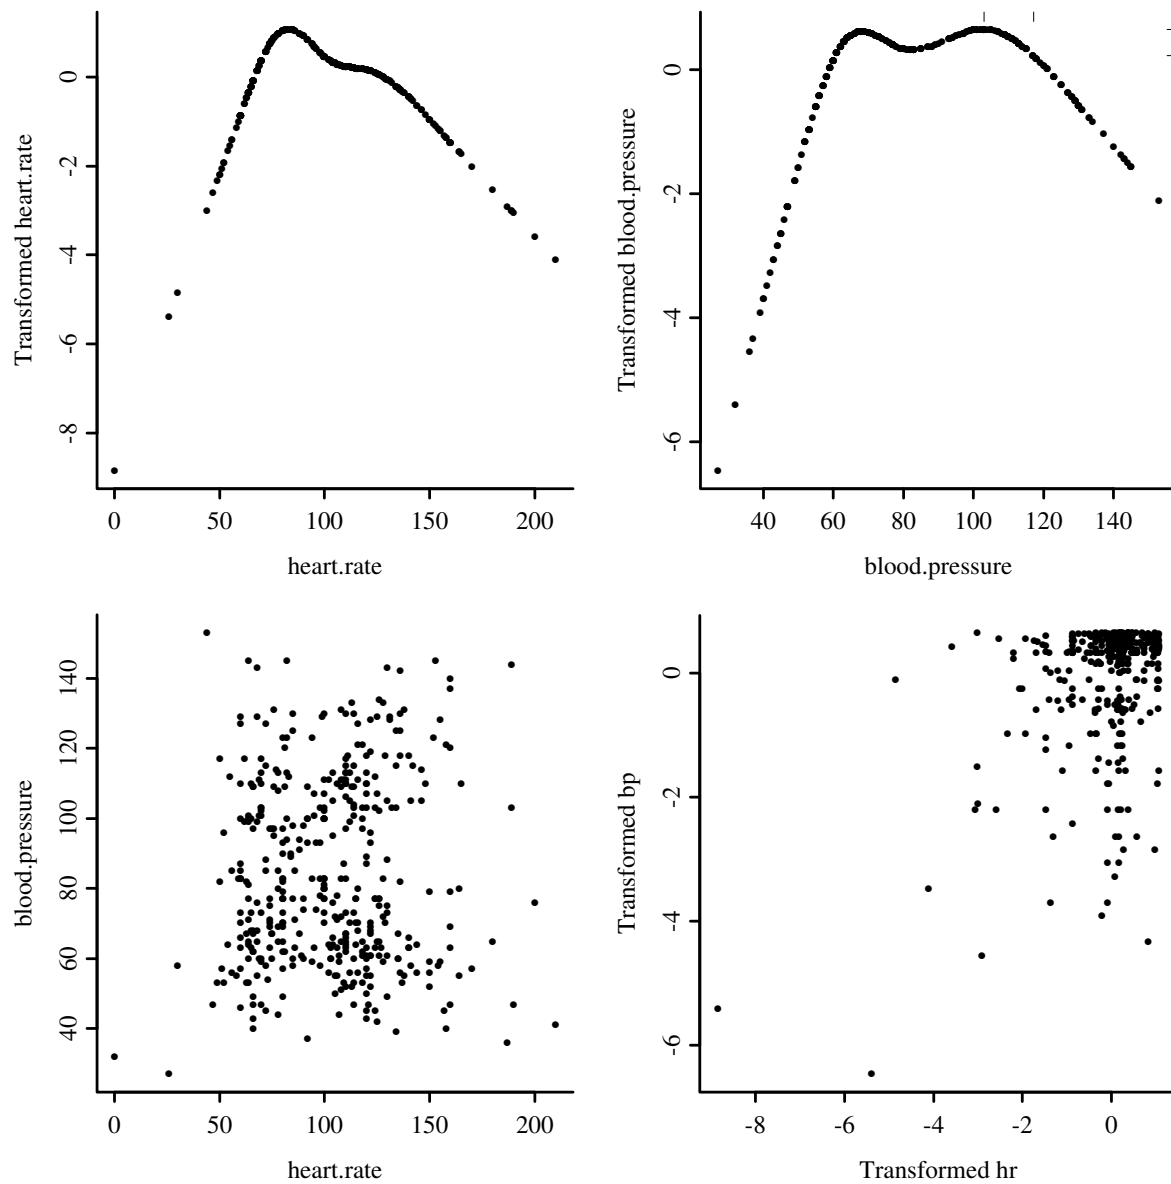 Transformed heart.rate
0
-2
-4
-6
-8
0 50 100 150 200
heart.rate
Transformed blood.pressure
0
-2
-4
-6
40 60 80 100 120 140
blood.pressure
blood.pressure
140
120
100
80
60
40
0 50 100 150 200
heart.rate
Transformed bp
0
-2
-4
-6
-8 -6 -4 -2 0
Transformed hr